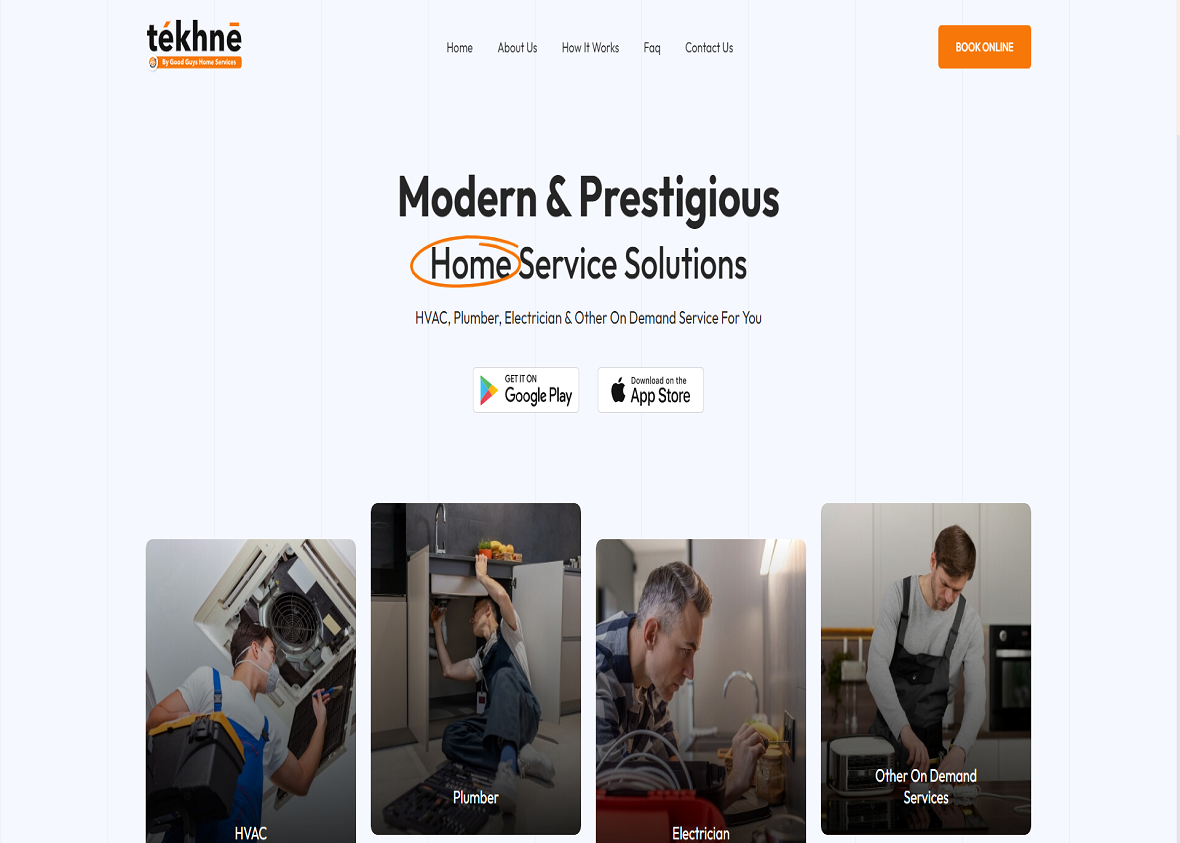 tékhnē
By Good Guys Home Services
Home
About Us
How It Works
Faq
Contact Us
BOOK ONLINE
Modern & Prestigious
Home Service Solutions
HVAC, Plumber, Electrician & Other On Demand Service For You
GET IT ON
Google Play
Download on the
App Store
HVAC
Plumber
Electrician
Other On Demand
Services